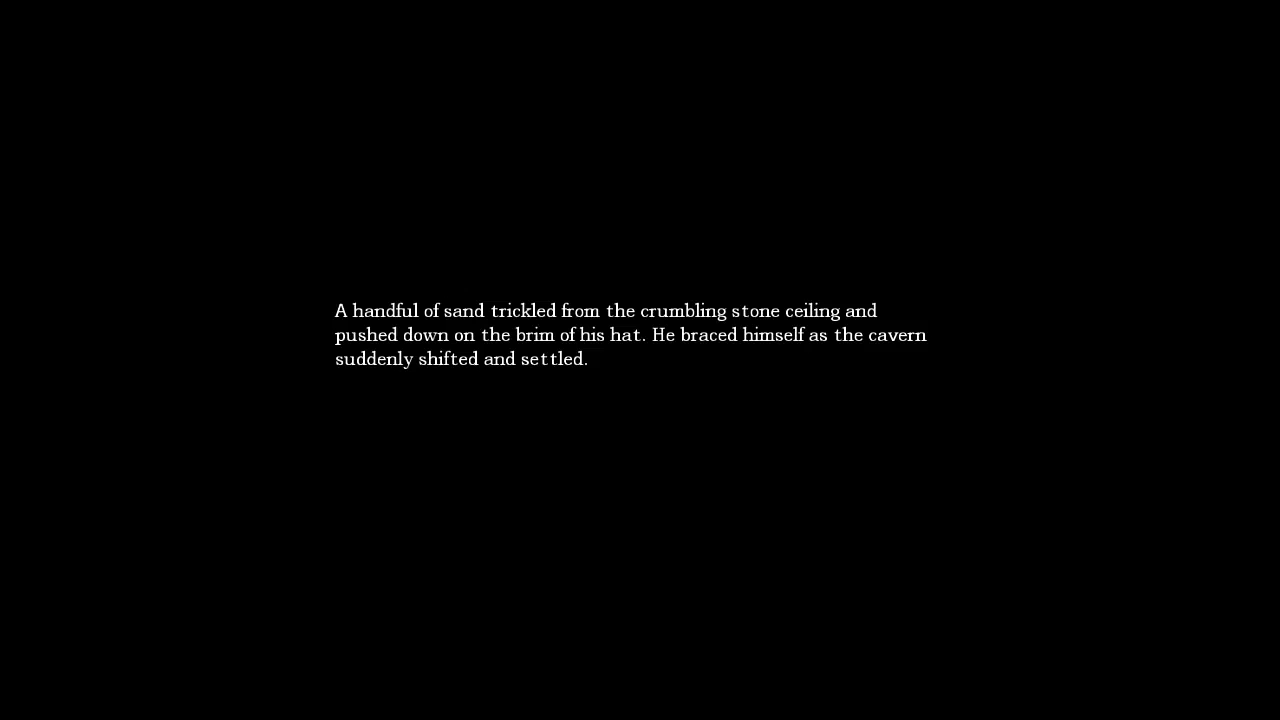 A handful of sand trickled from the crumbling stone ceiling and
pushed down on the brim of his hat. He braced himself as the cavern
suddenly shifted and settled.